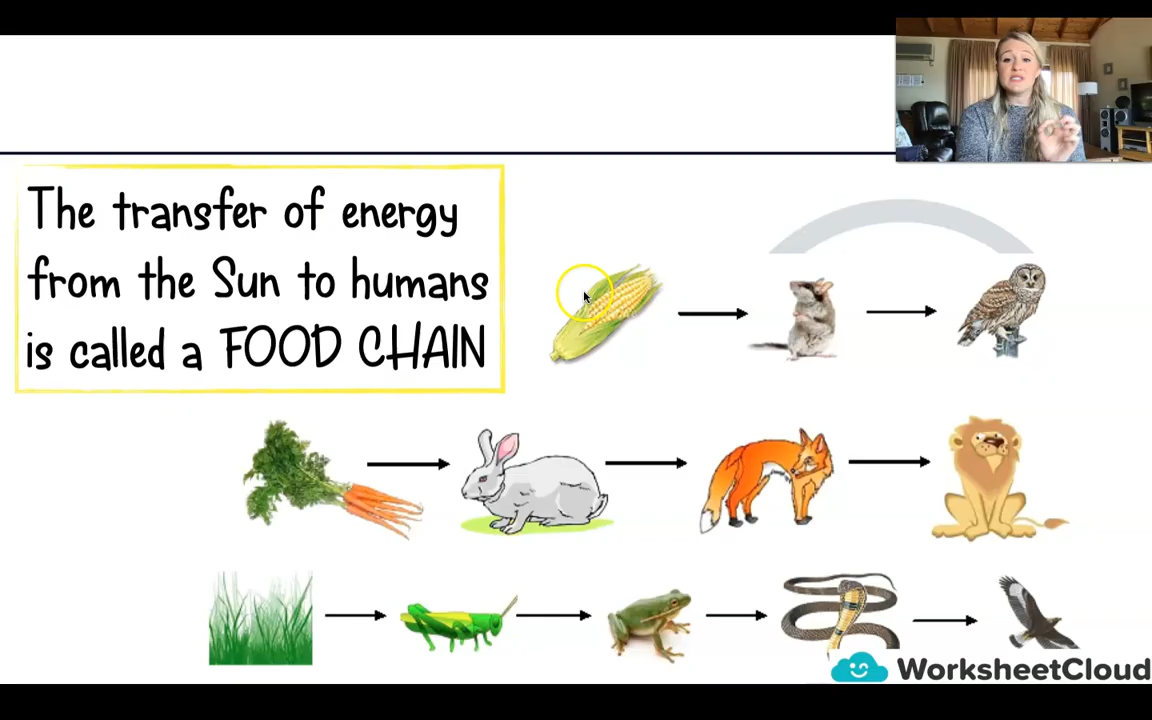 The transfer of energy
from the Sun to humans
is called a FOOD CHAIN
WorksheetCloud